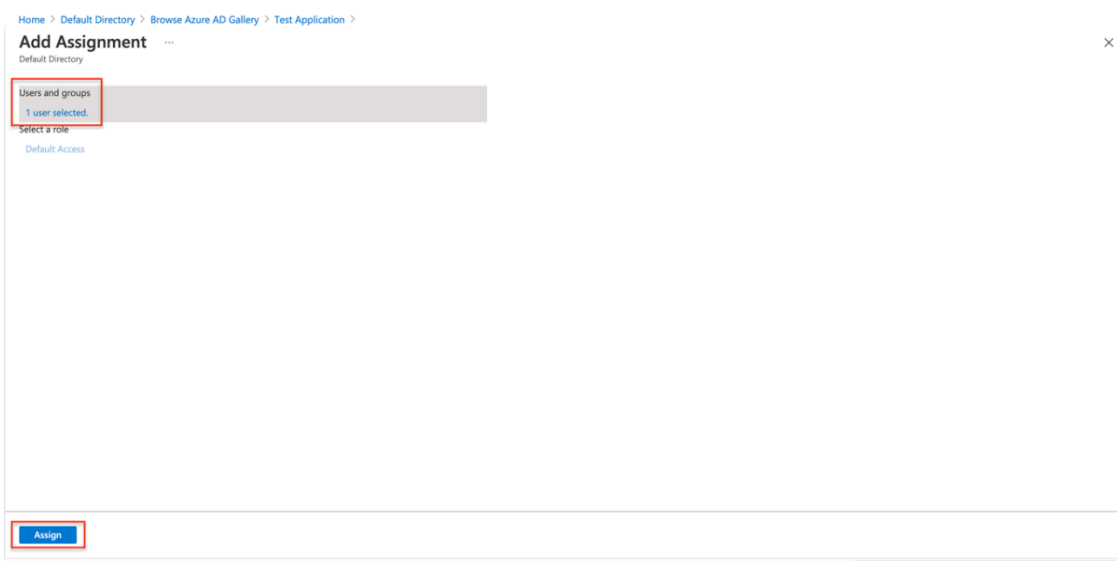 Home > Default Directory > Browse Azure AD Gallery > Test Application >
Add Assignment ...
Default Directory
Users and groups
1 user selected.
Select a role
Default Access
Assign